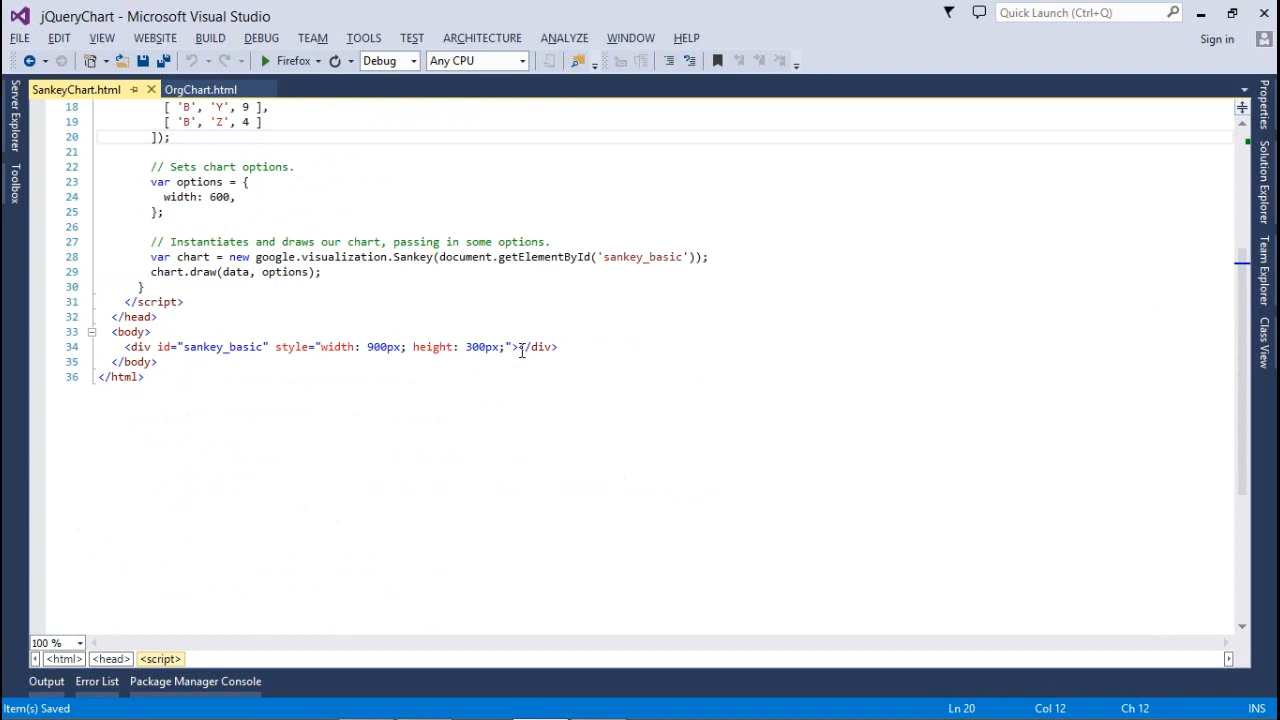 jQueryChart - Microsoft Visual Studio
Quick Launch (Ctrl+Q)
FILE EDIT VIEW WEBSITE BUILD DEBUG TEAM TOOLS TEST ARCHITECTURE ANALYZE WINDOW HELP
Sign in
Firefox Debug Any CPU
SankeyChart.html OrgChart.html
Server Explorer
Toolbox
Properties
Solution Explorer
Team Explorer
Class View
18 [ 'B', 'Y', 9 ],
19 [ 'B', 'Z', 4 ]
20 ]);
21
22 // Sets chart options.
23 var options = {
24 width: 600,
25 };
26
27 // Instantiates and draws our chart, passing in some options.
28 var chart = new google.visualization.Sankey(document.getElementById('sankey_basic'));
29 chart.draw(data, options);
30 }
31 </script>
32 </head>
33 <body>
34 <div id="sankey_basic" style="width: 900px; height: 300px;"></div>
35 </body>
36 </html>
100 %
<html> <head> <script>
Output Error List Package Manager Console
Item(s) Saved Ln 20 Col 12 Ch 12 INS